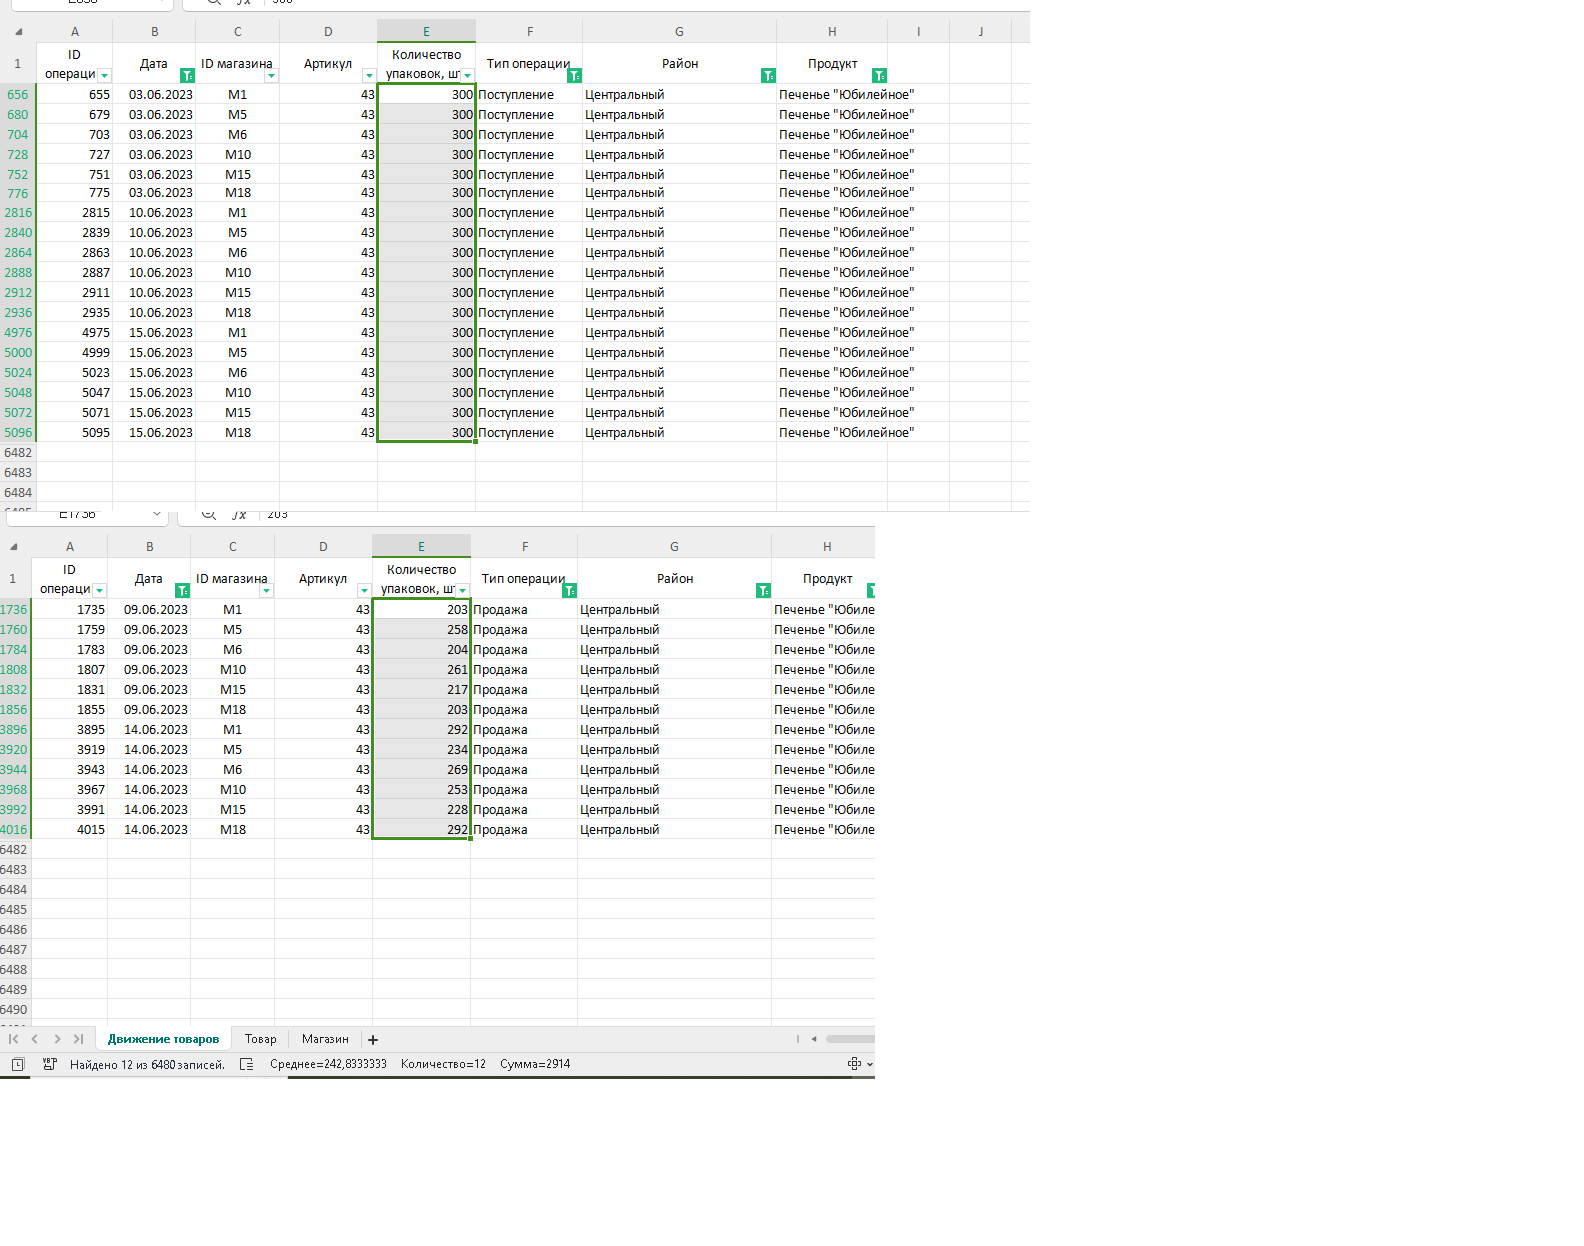 A B C D E F G H I J
1 ID операци Дата ID магазина Артикул Количество упаковок, шт Тип операции Район Продукт
656 655 03.06.2023 M1 43 300 Поступление Центральный Печенье "Юбилейное"
680 679 03.06.2023 M5 43 300 Поступление Центральный Печенье "Юбилейное"
704 703 03.06.2023 M6 43 300 Поступление Центральный Печенье "Юбилейное"
728 727 03.06.2023 M10 43 300 Поступление Центральный Печенье "Юбилейное"
752 751 03.06.2023 M15 43 300 Поступление Центральный Печенье "Юбилейное"
776 775 03.06.2023 M18 43 300 Поступление Центральный Печенье "Юбилейное"
2816 2815 10.06.2023 M1 43 300 Поступление Центральный Печенье "Юбилейное"
2840 2839 10.06.2023 M5 43 300 Поступление Центральный Печенье "Юбилейное"
2864 2863 10.06.2023 M6 43 300 Поступление Центральный Печенье "Юбилейное"
2888 2887 10.06.2023 M10 43 300 Поступление Центральный Печенье "Юбилейное"
2912 2911 10.06.2023 M15 43 300 Поступление Центральный Печенье "Юбилейное"
2936 2935 10.06.2023 M18 43 300 Поступление Центральный Печенье "Юбилейное"
4976 4975 15.06.2023 M1 43 300 Поступление Центральный Печенье "Юбилейное"
5000 4999 15.06.2023 M5 43 300 Поступление Центральный Печенье "Юбилейное"
5024 5023 15.06.2023 M6 43 300 Поступление Центральный Печенье "Юбилейное"
5048 5047 15.06.2023 M10 43 300 Поступление Центральный Печенье "Юбилейное"
5072 5071 15.06.2023 M15 43 300 Поступление Центральный Печенье "Юбилейное"
5096 5095 15.06.2023 M18 43 300 Поступление Центральный Печенье "Юбилейное"
6482
6483
6484
E1736 fx 203
A B C D E F G H
1 ID операци Дата ID магазина Артикул Количество упаковок, шт Тип операции Район Продукт
1736 1735 09.06.2023 M1 43 203 Продажа Центральный Печенье "Юбиле
1760 1759 09.06.2023 M5 43 258 Продажа Центральный Печенье "Юбиле
1784 1783 09.06.2023 M6 43 204 Продажа Центральный Печенье "Юбиле
1808 1807 09.06.2023 M10 43 261 Продажа Центральный Печенье "Юбиле
1832 1831 09.06.2023 M15 43 217 Продажа Центральный Печенье "Юбиле
1856 1855 09.06.2023 M18 43 203 Продажа Центральный Печенье "Юбиле
3896 3895 14.06.2023 M1 43 292 Продажа Центральный Печенье "Юбиле
3920 3919 14.06.2023 M5 43 234 Продажа Центральный Печенье "Юбиле
3944 3943 14.06.2023 M6 43 269 Продажа Центральный Печенье "Юбиле
3968 3967 14.06.2023 M10 43 253 Продажа Центральный Печенье "Юбиле
3992 3991 14.06.2023 M15 43 228 Продажа Центральный Печенье "Юбиле
4016 4015 14.06.2023 M18 43 292 Продажа Центральный Печенье "Юбиле
6482
6483
6484
6485
6486
6487
6488
6489
6490
Движение товаров Товар Магазин +
Найдено 12 из 6480 записей. Среднее=242,8333333 Количество=12 Сумма=2914